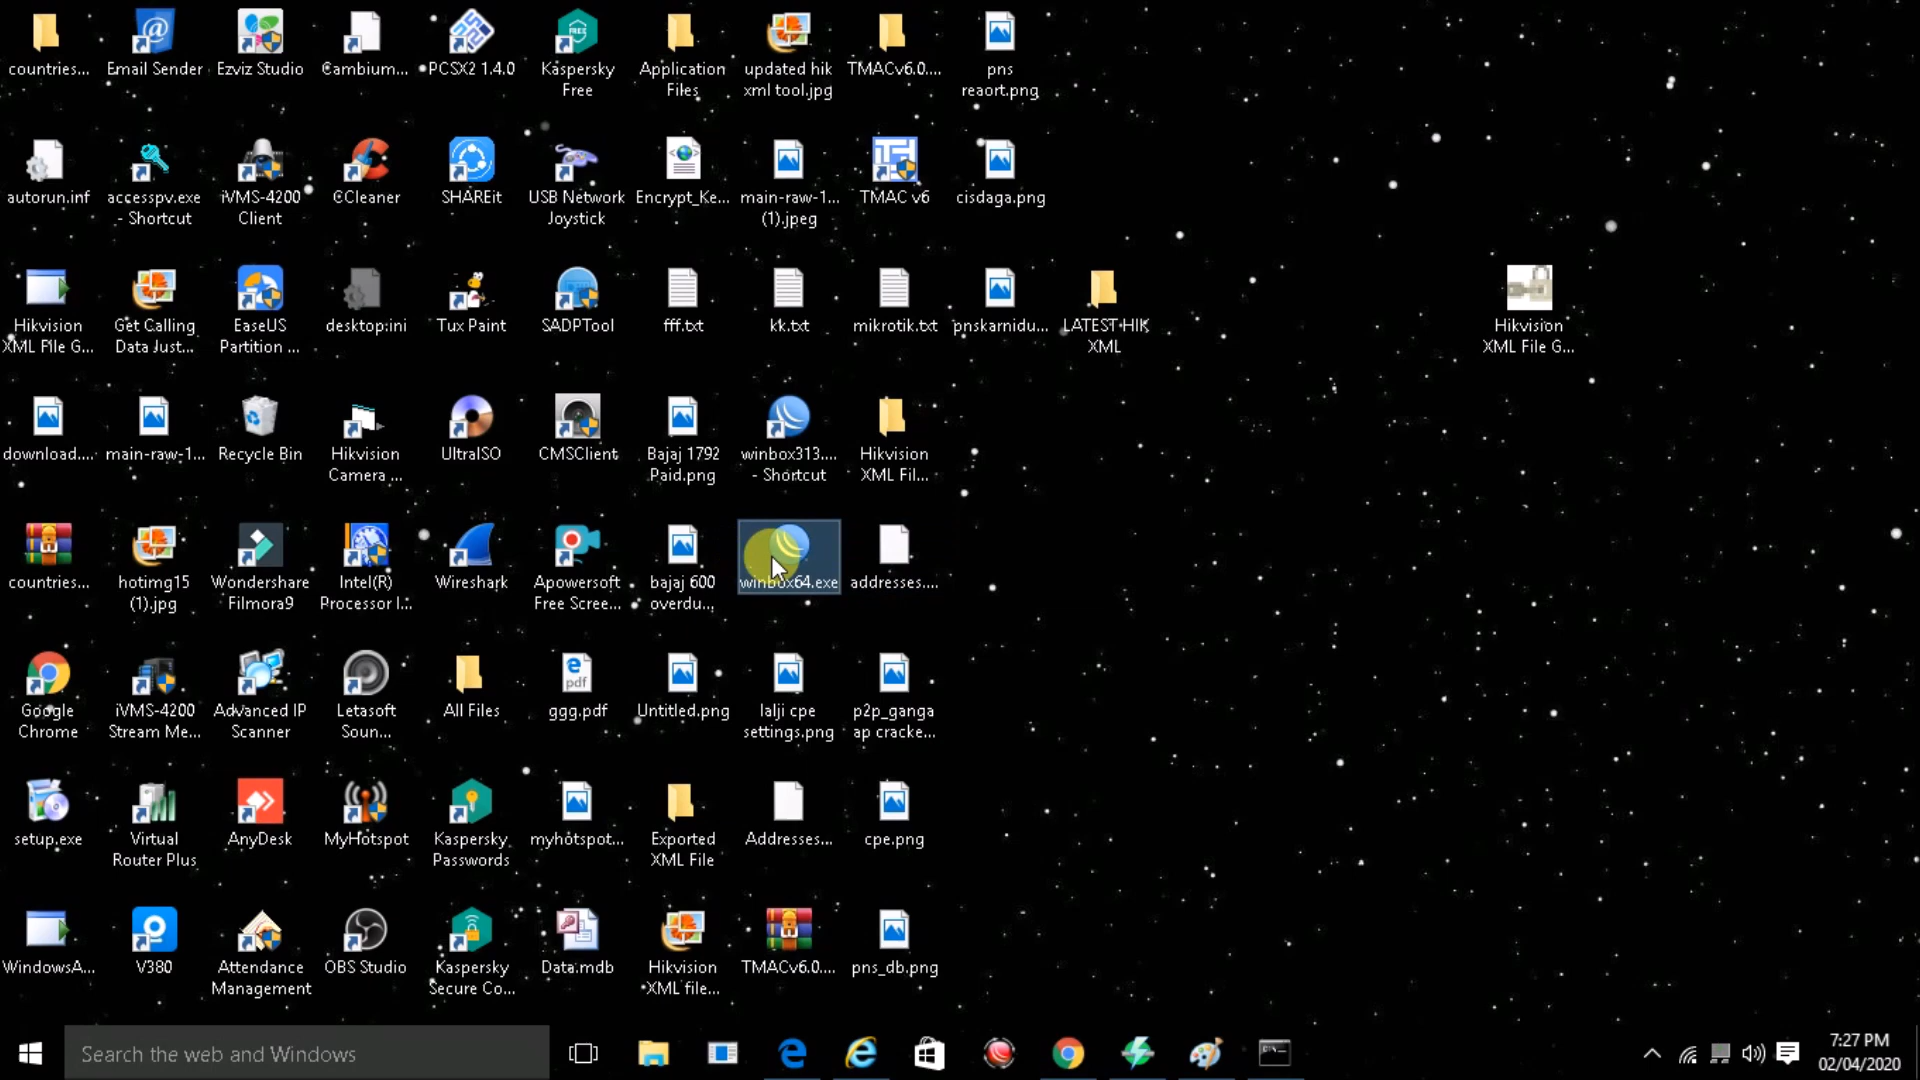 countries...
Email Sender
Ezviz Studio
Cambium...
PCSX2 1.4.0
Kaspersky
Free
Application
Files
updated hik
xml tool.jpg
TMACv6.0....
pns
reaort.png
autorun.inf
accesspv.exe
- Shortcut
iVMS-4200
Client
CCleaner
SHAREit
USB Network
Joystick
Encrypt_Ke...
main-raw-1...
(1).jpeg
TMAC v6
cisdaga.png
Hikvision
XML File G...
Get Calling
Data Just...
EaseUS
Partition ...
desktop.ini
Tux Paint
SADPTool
fff.txt
kk.txt
mikrotik.txt
pnskarnidu...
LATEST HIK
XML
Hikvision
XML File G...
download....
main-raw-1...
Recycle Bin
Hikvision
Camera ...
UltraISO
CMSClient
Bajaj 1792
Paid.png
winbox313....
- Shortcut
Hikvision
XML Fil...
countries...
hotimg15
(1).jpg
Wondershare
Filmora9
Intel(R)
Processor I...
Wireshark
Apowersoft
Free Scree...
bajaj 600
overdu...
winbox64.exe
addresses....
Google
Chrome
iVMS-4200
Stream Me...
Advanced IP
Scanner
Letasoft
Soun...
All Files
pdf
ggg.pdf
Untitled.png
lalji cpe
settings.png
p2p_ganga
ap cracke...
setup.exe
Virtual
Router Plus
AnyDesk
MyHotspot
Kaspersky
Passwords
myhotspot...
Exported
XML File
Addresses...
cpe.png
WindowsA...
V380
Attendance
Management
OBS Studio
Kaspersky
Secure Co...
Data.mdb
Hikvision
XML file...
TMACv6.0....
pns_db.png
Search the web and Windows
7:27 PM
02/04/2020